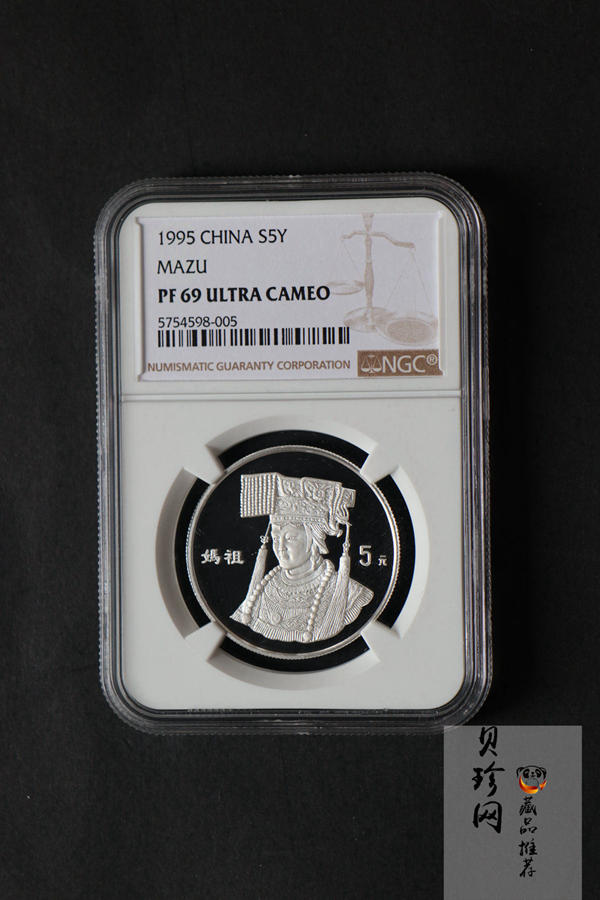 1995 CHINA S5Y
MAZU
PF 69 ULTRA CAMEO
5754598-005
NUMISMATIC GUARANTY CORPORATION
NGC®
媽祖
5元
贝珍网
藏品推荐